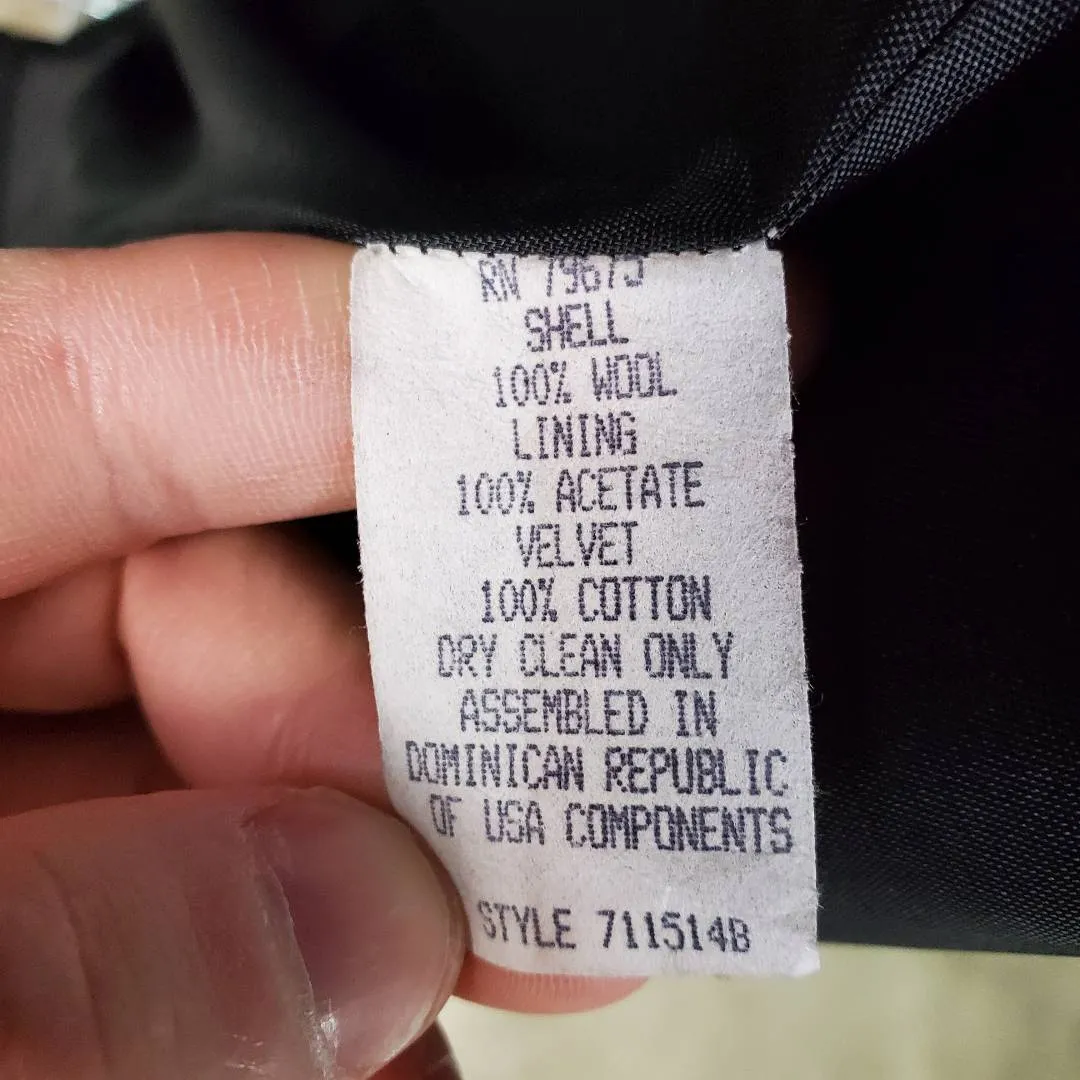 RN 79675
SHELL
100% WOOL
LINING
100% ACETATE
VELVET
100% COTTON
DRY CLEAN ONLY
ASSEMBLED IN
DOMINICAN REPUBLIC
OF USA COMPONENTS
STYLE 711514B